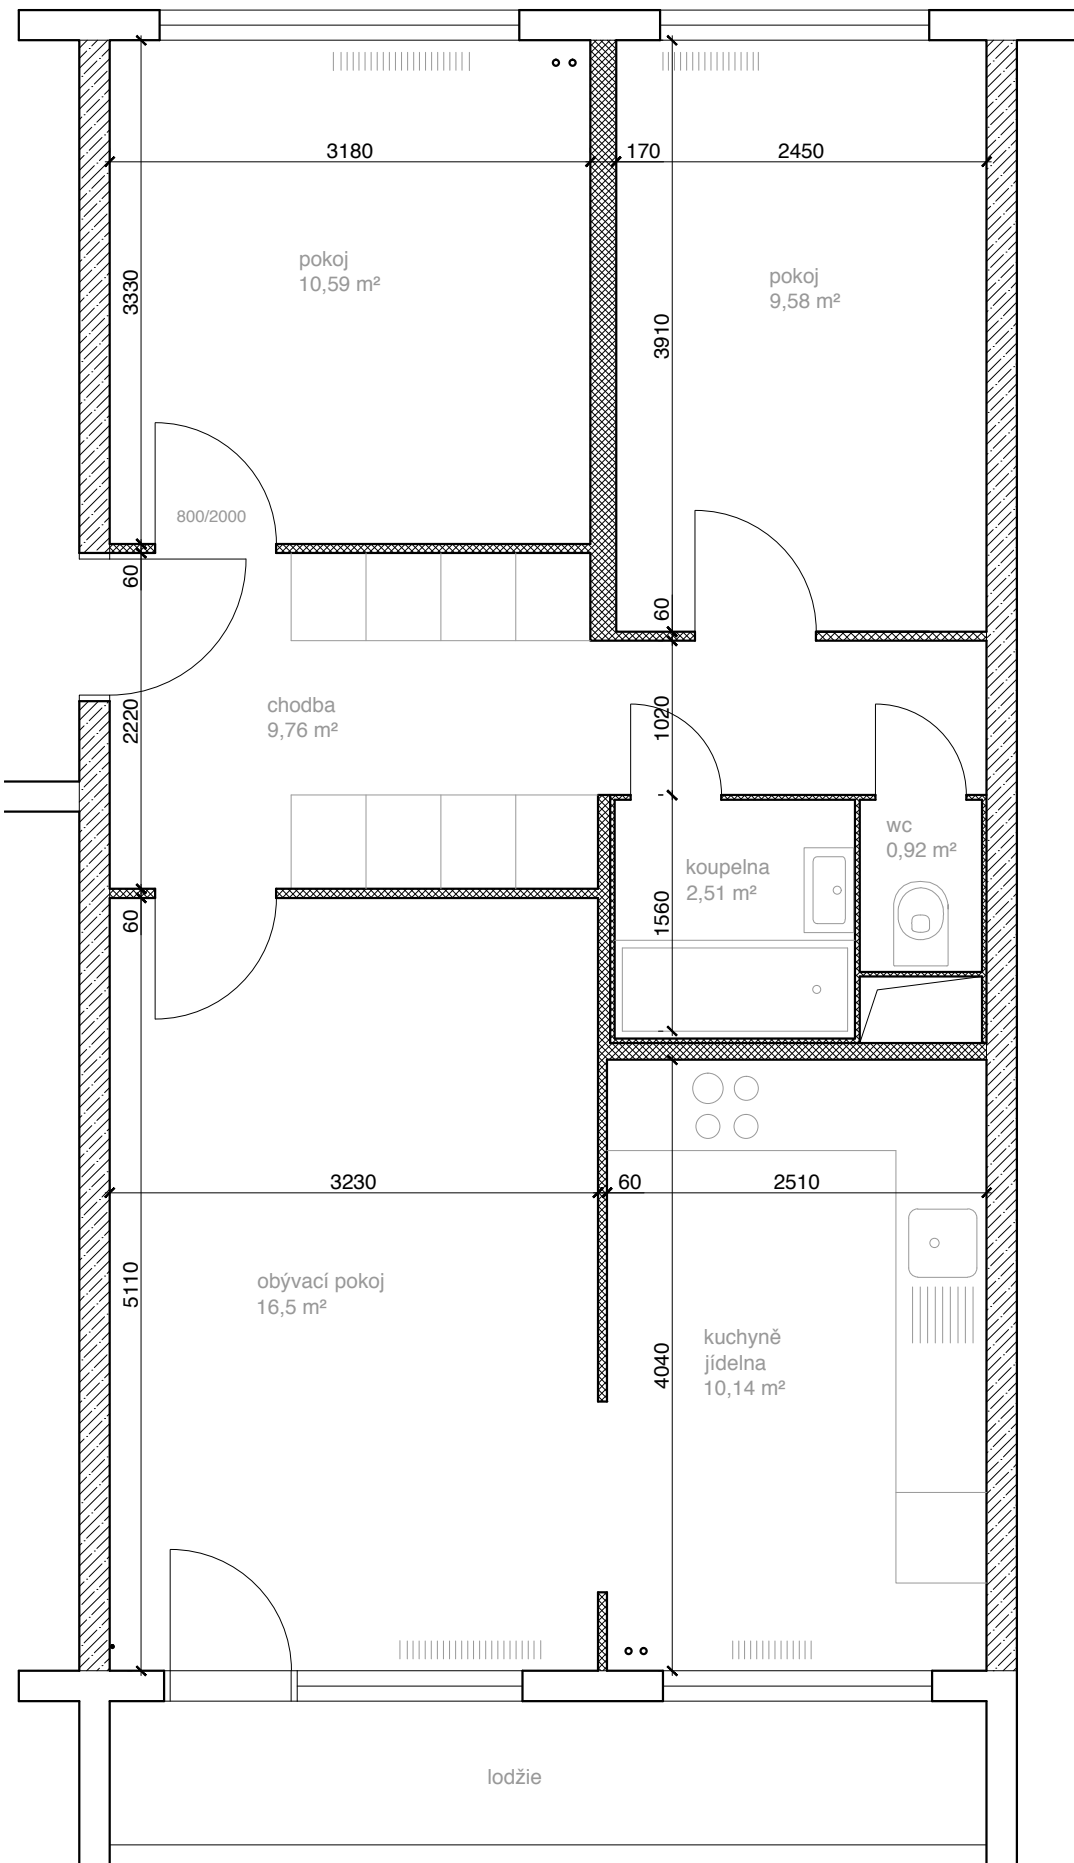 3180
170
2450
pokoj
10,59 m²
pokoj
9,58 m²
3330
3910
800/2000
60
60
chodba
9,76 m²
2220
1020
wc
0,92 m²
koupelna
2,51 m²
60
1560
3230
60
2510
obývací pokoj
16,5 m²
5110
kuchyně
jídelna
10,14 m²
4040
lodžie